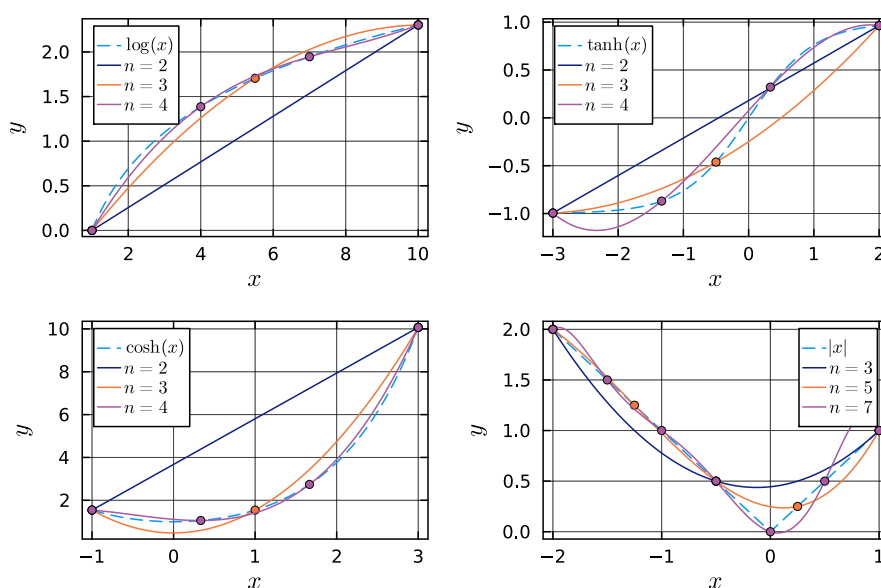 log(x)
n = 2
n = 3
n = 4
0.0
0.5
1.0
1.5
2.0
2
4
6
8
10
x
y
tanh(x)
n = 2
n = 3
n = 4
−1.0
−0.5
0.0
0.5
1.0
−3
−2
−1
0
1
2
x
y
cosh(x)
n = 2
n = 3
n = 4
2
4
6
8
10
−1
0
1
2
3
x
y
|x|
n = 3
n = 5
n = 7
0.0
0.5
1.0
1.5
2.0
−2
−1
0
1
x
y